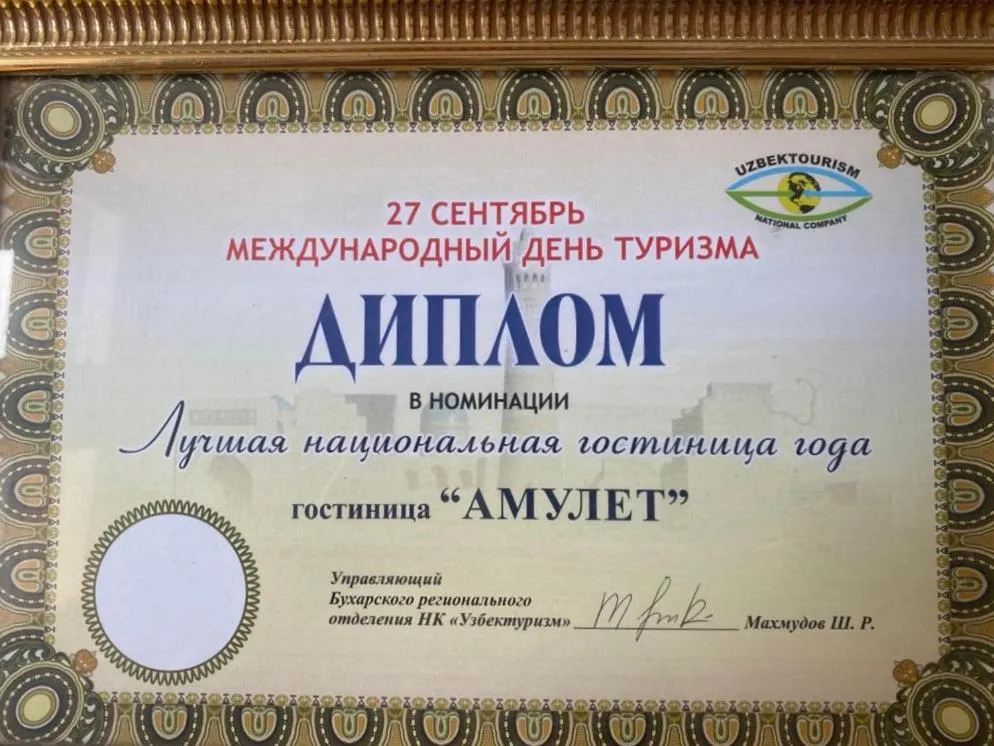 UZBEKTOURISM
NATIONAL COMPANY
27 СЕНТЯБРЬ
МЕЖДУНАРОДНЫЙ ДЕНЬ ТУРИЗМА
ДИПЛОМ
В НОМИНАЦИИ
Лучшая национальная гостиница года
гостиница “АМУЛЕТ”
Управляющий
Бухарского регионального
отделения НК «Узбектуризм» Махмудов Ш. Р.